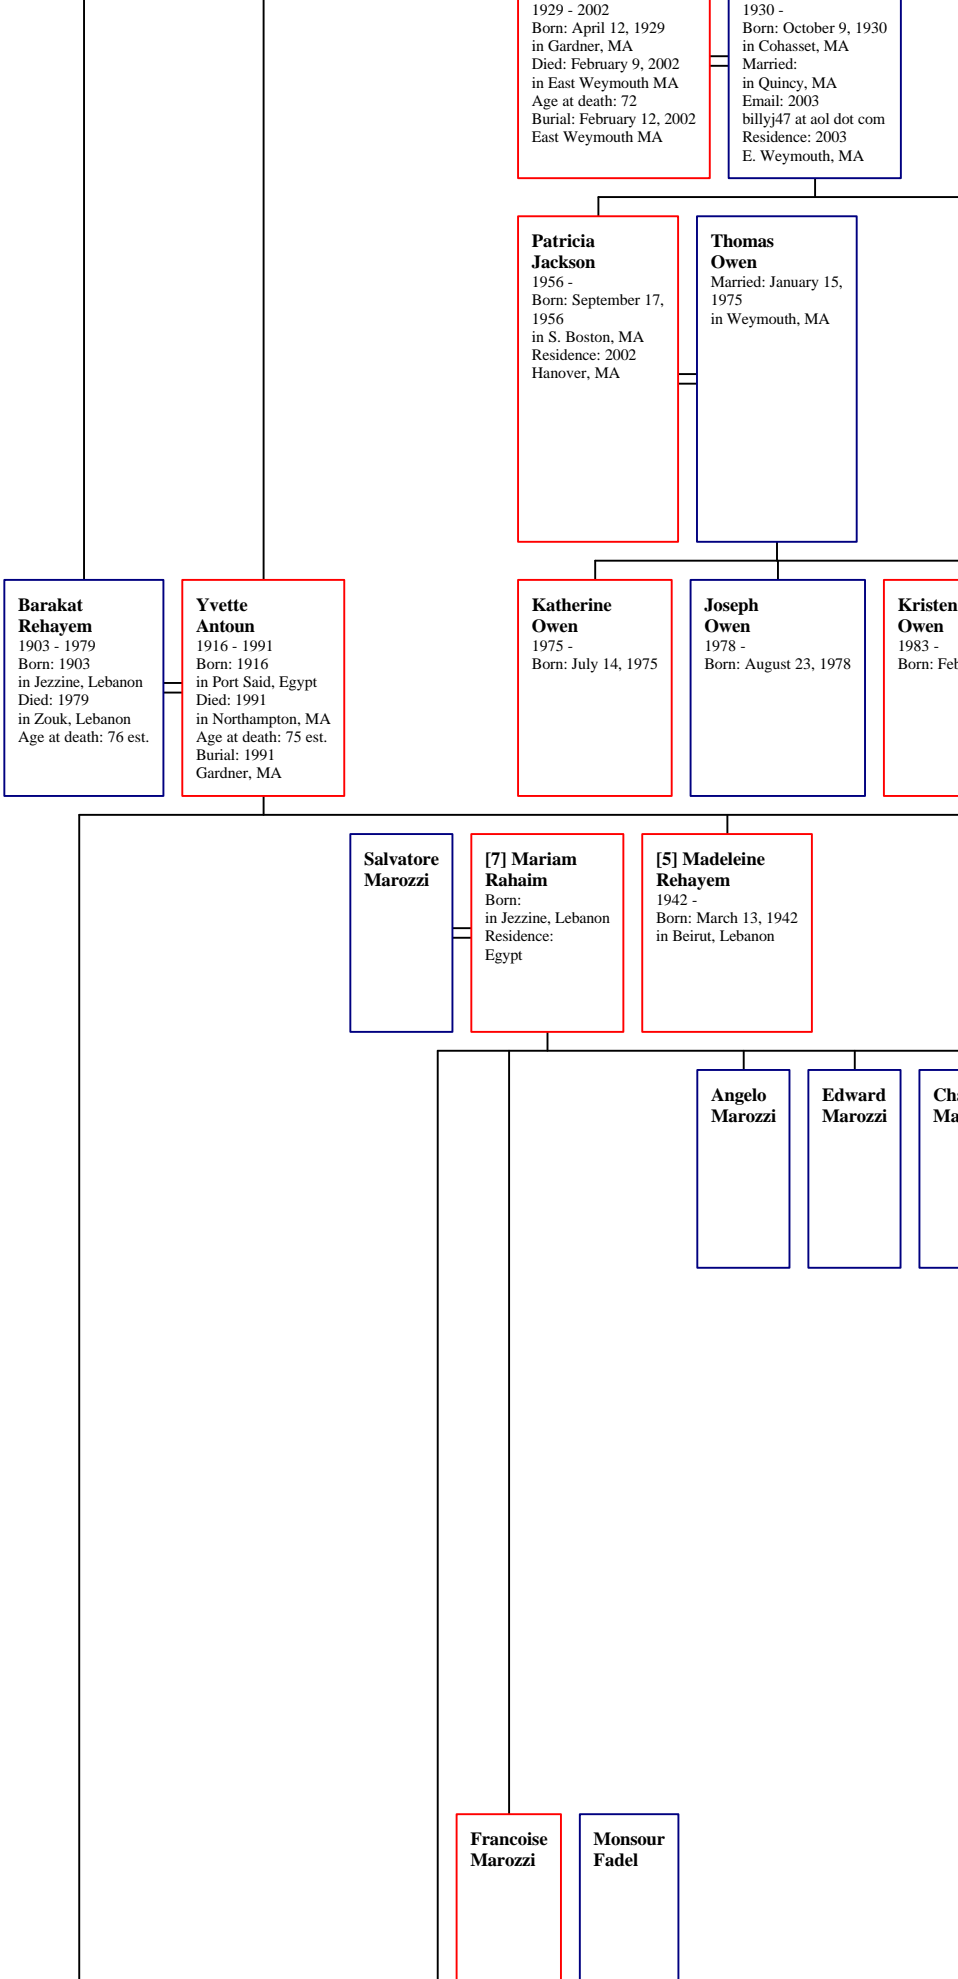 1929 - 2002
Born: April 12, 1929
in Gardner, MA
Died: February 9, 2002
in East Weymouth MA
Age at death: 72
Burial: February 12, 2002
East Weymouth MA
1930 -
Born: October 9, 1930
in Cohasset, MA
Married:
in Quincy, MA
Email: 2003
billyj47 at aol dot com
Residence: 2003
E. Weymouth, MA
Patricia
Jackson
1956 -
Born: September 17,
1956
in S. Boston, MA
Residence: 2002
Hanover, MA
Thomas
Owen
Married: January 15,
1975
in Weymouth, MA
Barakat
Rehayem
1903 - 1979
Born: 1903
in Jezzine, Lebanon
Died: 1979
in Zouk, Lebanon
Age at death: 76 est.
Yvette
Antoun
1916 - 1991
Born: 1916
in Port Said, Egypt
Died: 1991
in Northampton, MA
Age at death: 75 est.
Burial: 1991
Gardner, MA
Katherine
Owen
1975 -
Born: July 14, 1975
Joseph
Owen
1978 -
Born: August 23, 1978
Kristen
Owen
1983 -
Born: Feb
Salvatore
Marozzi
[7] Mariam
Rahaim
Born:
in Jezzine, Lebanon
Residence:
Egypt
[5] Madeleine
Rehayem
1942 -
Born: March 13, 1942
in Beirut, Lebanon
Angelo
Marozzi
Edward
Marozzi
Cha
Ma
Francoise
Marozzi
Monsour
Fadel